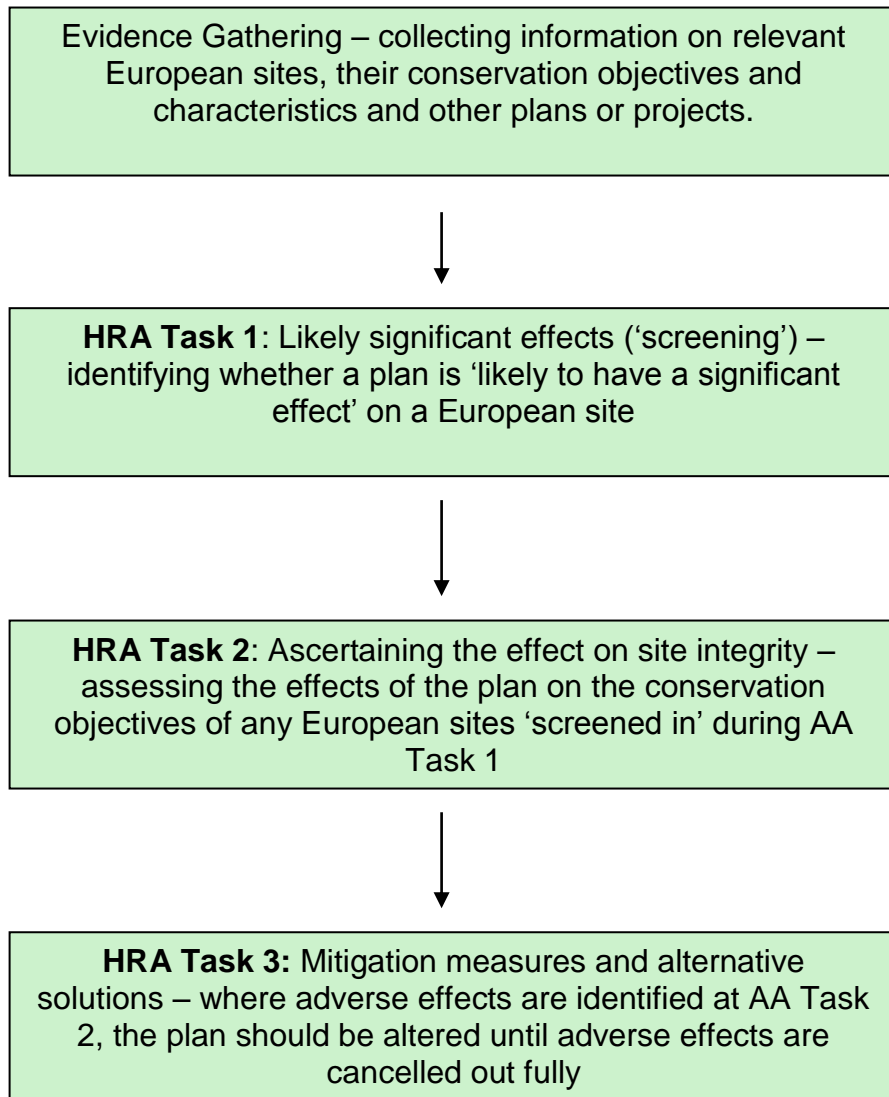 Evidence Gathering – collecting information on relevant
European sites, their conservation objectives and
characteristics and other plans or projects.
HRA Task 1: Likely significant effects (‘screening’) –
identifying whether a plan is ‘likely to have a significant
effect’ on a European site
HRA Task 2: Ascertaining the effect on site integrity –
assessing the effects of the plan on the conservation
objectives of any European sites ‘screened in’ during AA
Task 1
HRA Task 3: Mitigation measures and alternative
solutions – where adverse effects are identified at AA Task
2, the plan should be altered until adverse effects are
cancelled out fully